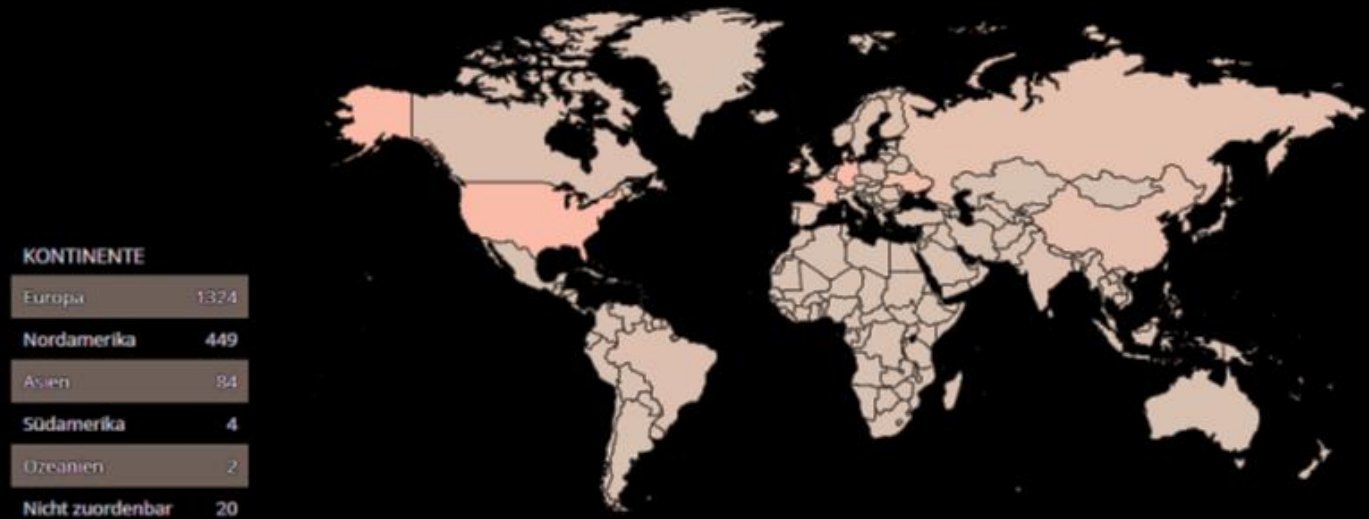 KONTINENTE
Europa 1324
Nordamerika 449
Asien 84
Südamerika 4
Ozeanien 2
Nicht zuordenbar 20